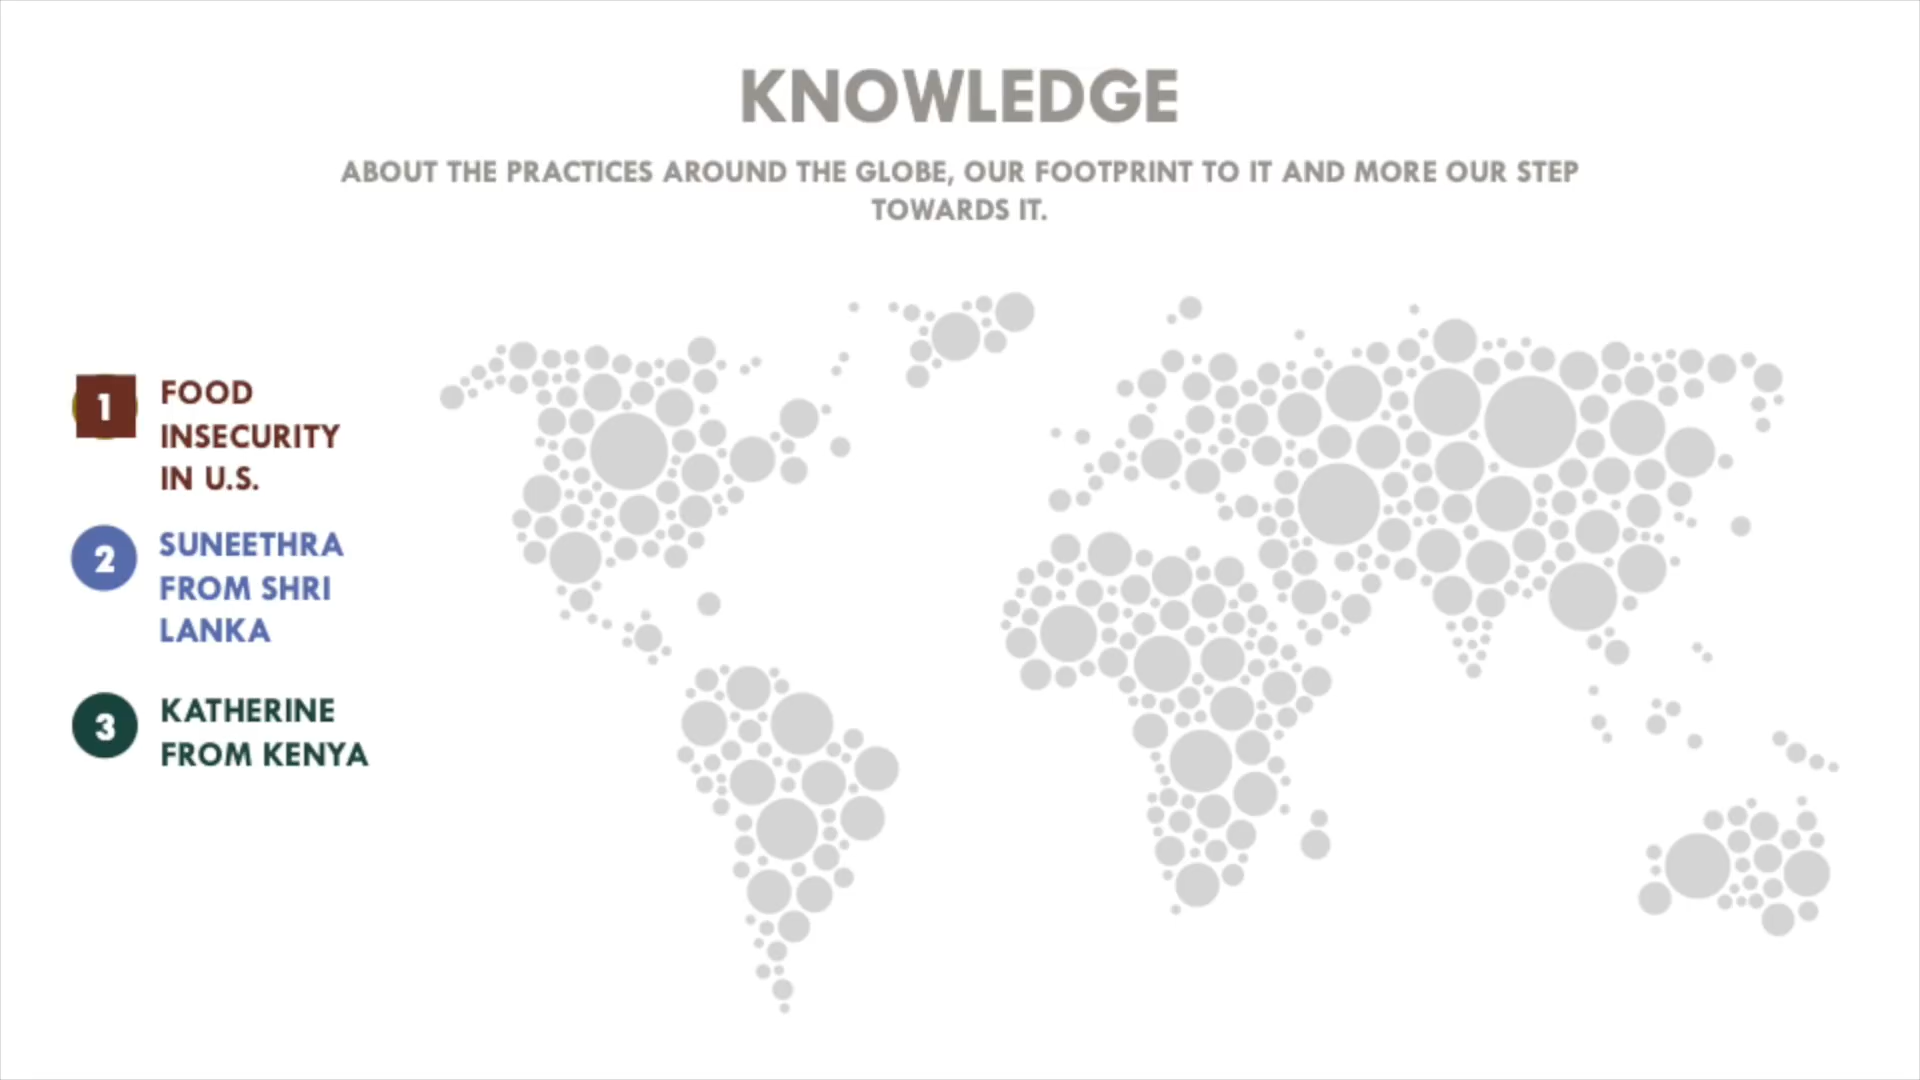 KNOWLEDGE
ABOUT THE PRACTICES AROUND THE GLOBE, OUR FOOTPRINT TO IT AND MORE OUR STEP
TOWARDS IT.
1
FOOD
INSECURITY
IN U.S.
2
SUNEETHRA
FROM SHRI
LANKA
3
KATHERINE
FROM KENYA